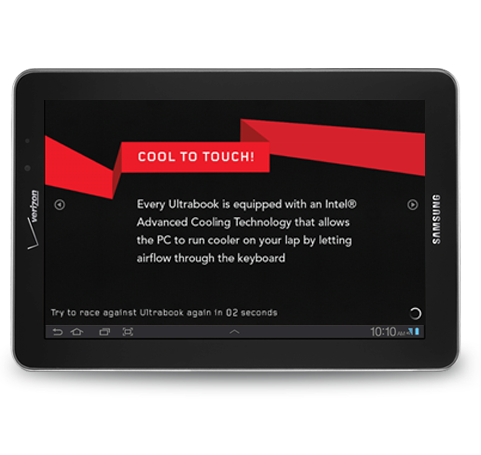 COOL TO TOUCH!
Every Ultrabook is equipped with an Intel®
Advanced Cooling Technology that allows
the PC to run cooler on your lap by letting
airflow through the keyboard
Try to race against Ultrabook again in 02 seconds
10:10 AM
verizon
SAMSUNG